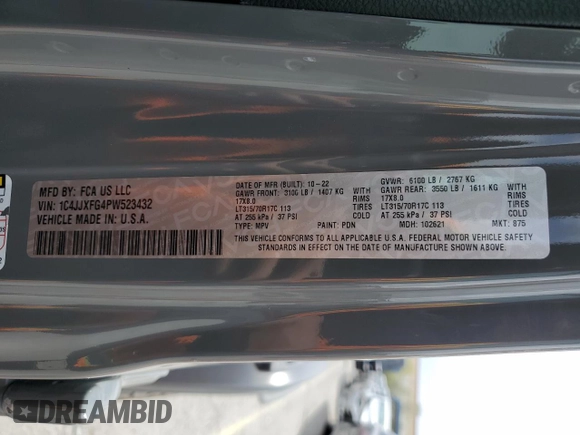 MFD BY: FCA US LLC
VIN: 1C4JJXFG4PW523432
VEHICLE MADE IN U.S.A.
DATE OF MFR (BUILT): 10-22
GAWR FRONT: 3100 LB / 1407 KG WITH
17X8.0 RIMS
LT315/70R17C 113 TIRES
AT 255 kPa / 37 PSI COLD
TYPE: MPV PAINT: PDN
GVWR: 6100 LB / 2767 KG
GAWR REAR: 3550 LB / 1611 KG WITH
17X8.0 RIMS
LT315/70R17C 113 TIRES
AT 255 kPa / 37 PSI COLD
MDH: 102621 MKT: 875
THIS VEHICLE CONFORMS TO ALL APPLICABLE U.S.A. FEDERAL MOTOR VEHICLE SAFETY
STANDARDS IN EFFECT ON THE DATE OF MANUFACTURE SHOWN ABOVE.
DREAMBID